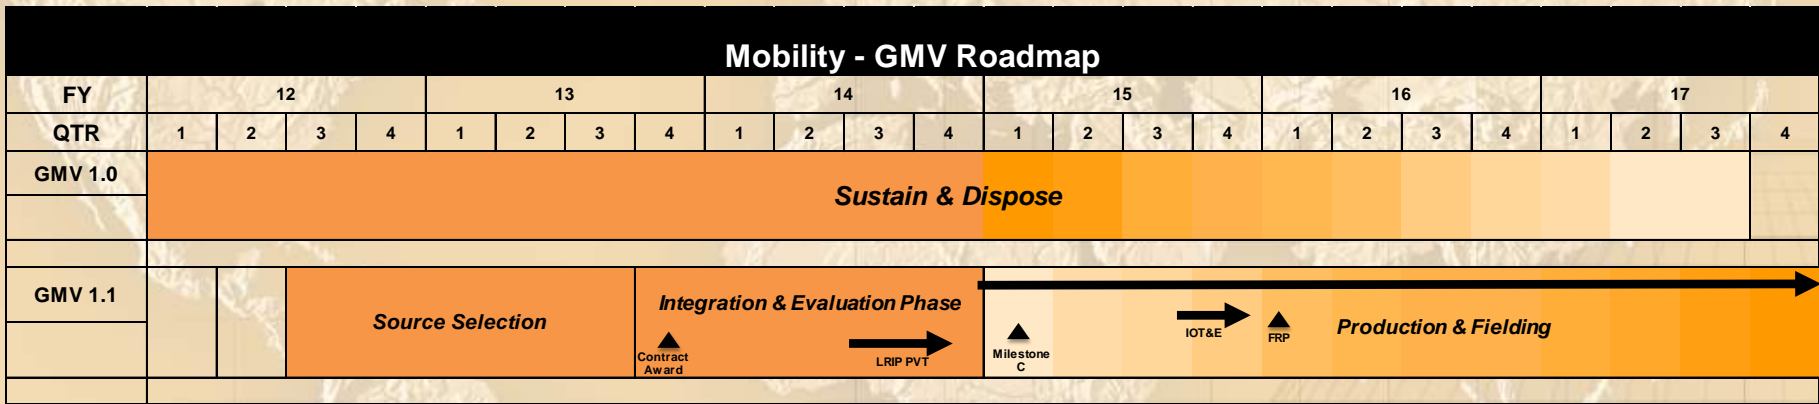 Mobility - GMV Roadmap
FY 12 13 14 15 16 17
QTR 1 2 3 4 1 2 3 4 1 2 3 4 1 2 3 4 1 2 3 4 1 2 3 4
GMV 1.0
Sustain & Dispose
GMV 1.1
Source Selection
Integration & Evaluation Phase
Contract
Award
LRIP PVT
Milestone
C
IOT&E
FRP
Production & Fielding